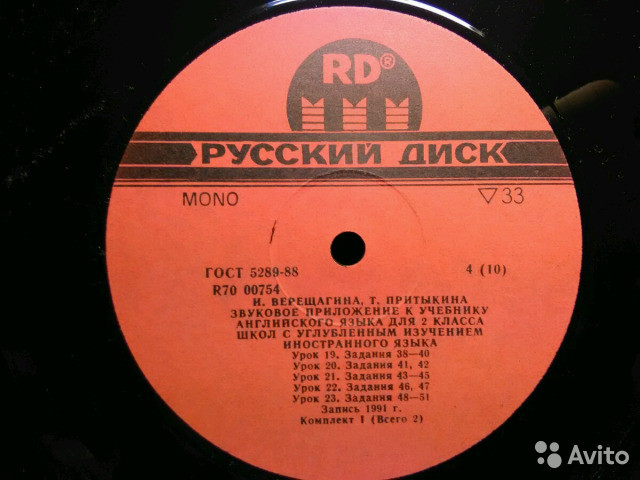 RD®
РУССКИЙ ДИСК
MONO ▽ 33
ГОСТ 5289-88 4 (10)
R70 00754
И. ВЕРЕЩАГИНА, Т. ПРИТЫКИНА
ЗВУКОВОЕ ПРИЛОЖЕНИЕ К УЧЕБНИКУ
АНГЛИЙСКОГО ЯЗЫКА ДЛЯ 2 КЛАССА
ШКОЛ С УГЛУБЛЕННЫМ ИЗУЧЕНИЕМ
ИНОСТРАННОГО ЯЗЫКА
Урок 19. Задания 38—40
Урок 20. Задания 41, 42
Урок 21. Задания 43—45
Урок 22. Задания 46, 47
Урок 23. Задания 48—51
Запись 1991 г.
Комплект 1 (Всего 2)
Avito